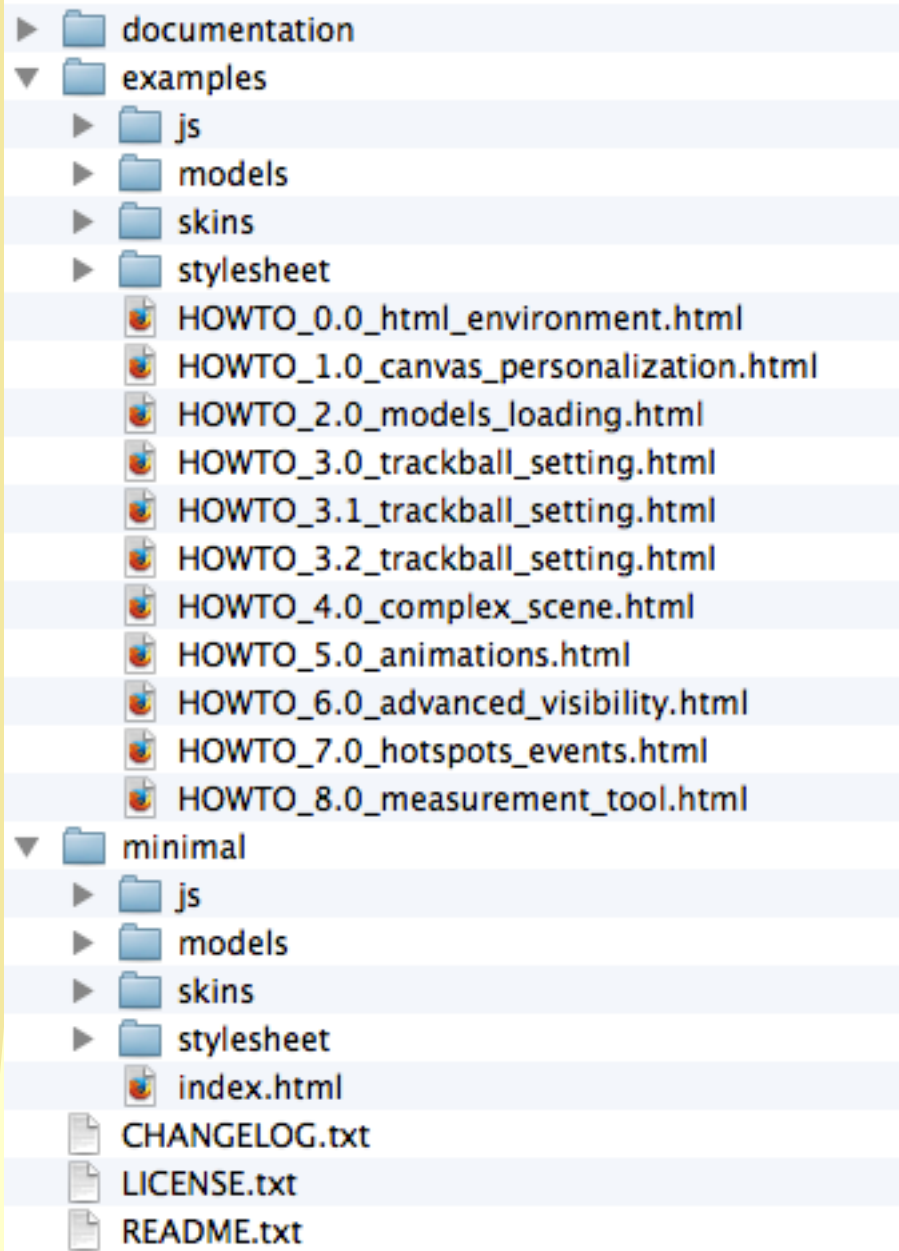 documentation
examples
js
models
skins
stylesheet
HOWTO_0.0_html_environment.html
HOWTO_1.0_canvas_personalization.html
HOWTO_2.0_models_loading.html
HOWTO_3.0_trackball_setting.html
HOWTO_3.1_trackball_setting.html
HOWTO_3.2_trackball_setting.html
HOWTO_4.0_complex_scene.html
HOWTO_5.0_animations.html
HOWTO_6.0_advanced_visibility.html
HOWTO_7.0_hotspots_events.html
HOWTO_8.0_measurement_tool.html
minimal
js
models
skins
stylesheet
index.html
CHANGELOG.txt
LICENSE.txt
README.txt